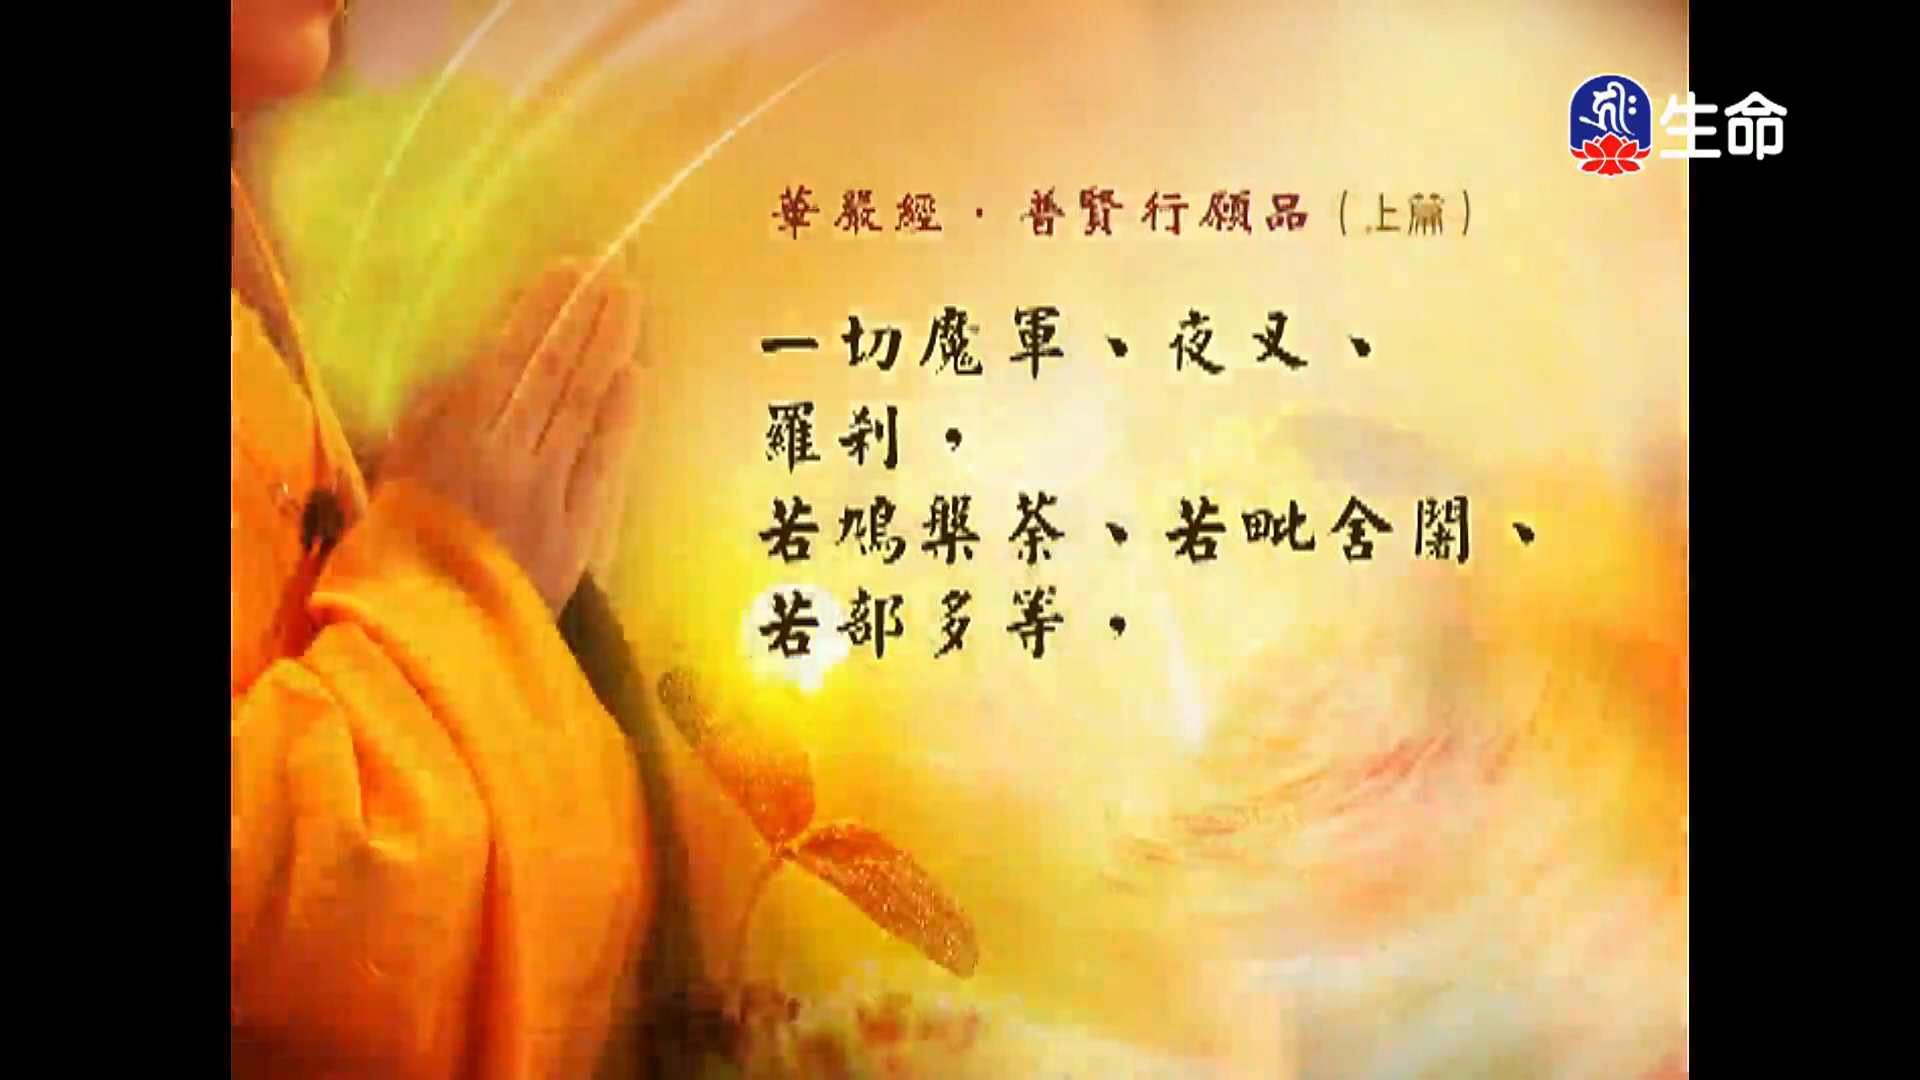 生命
華嚴經·普賢行願品(上篇)
一切魔軍、夜叉、
羅剎，
若鳩槃荼、若毗舍闍、
若部多等，